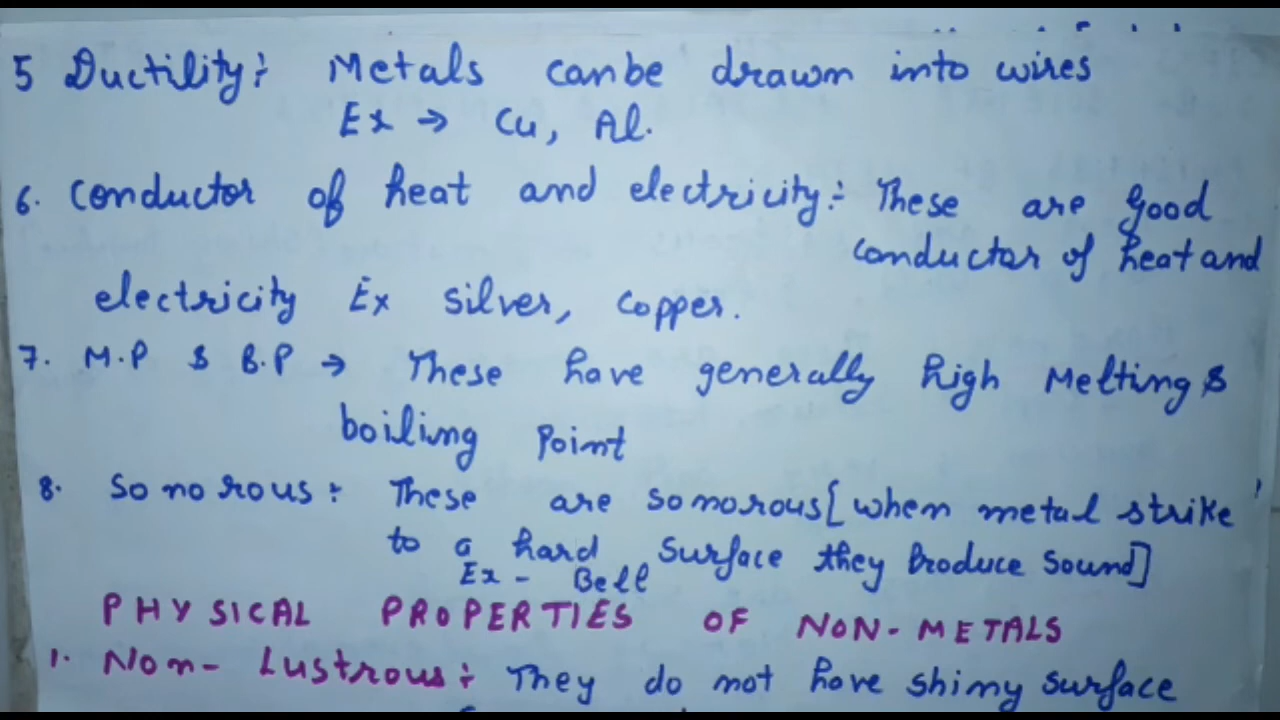 5 Ductility:- Metals can be drawn into wires
Ex → Cu, Al.
6. Conductor of heat and electricity:- These are good
conductor of heat and
electricity Ex silver, copper.
7. M.P & B.P → These have generally high Melting &
boiling Point
8. Sonorous:- These are sonorous [when metal strike
to a hard surface they Produce Sound]
Ex - Bell
PHYSICAL PROPERTIES OF NON-METALS
1. Non-Lustrous:- They do not have shiny surface